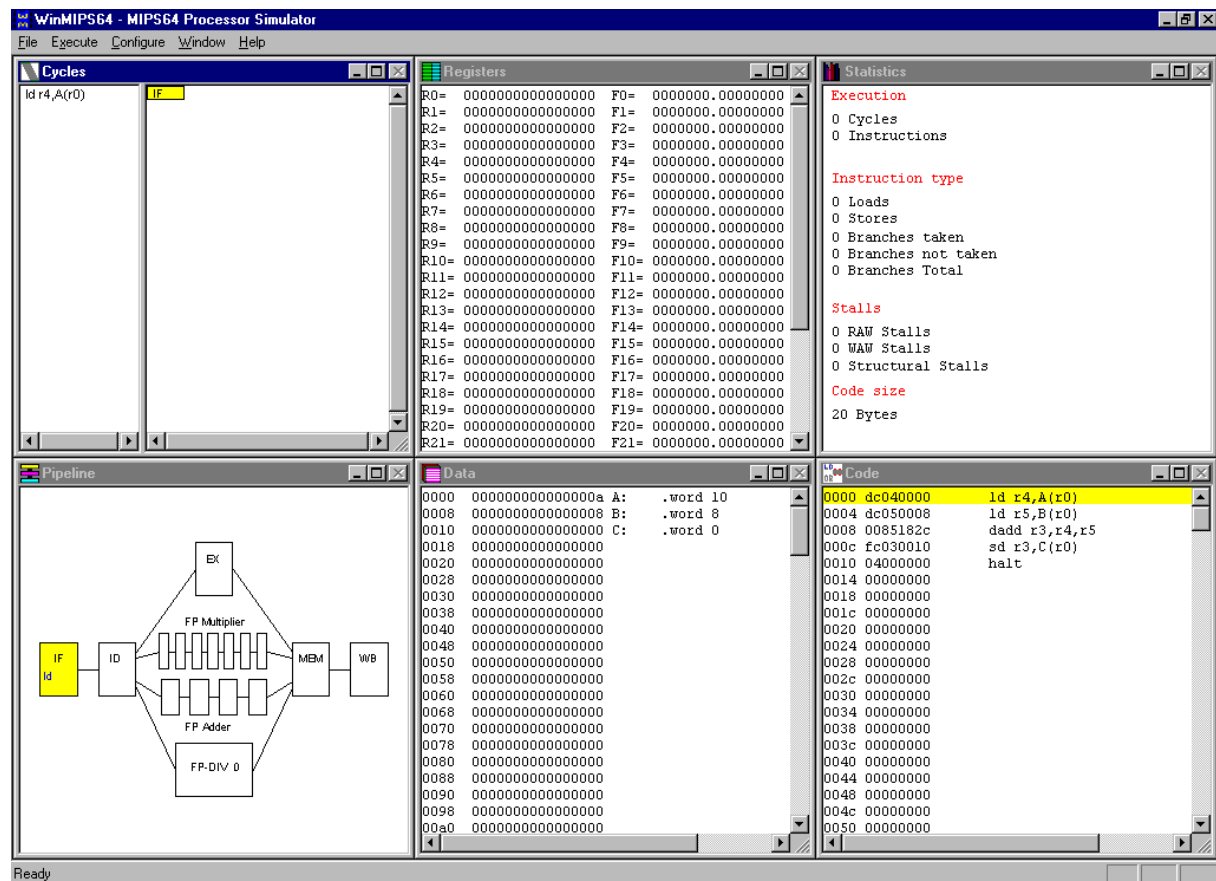 WinMIPS64 - MIPS64 Processor Simulator
File Execute Configure Window Help
Cycles
ld r4,A(r0)
IF
Registers
R0= 0000000000000000 F0= 0000000.00000000
R1= 0000000000000000 F1= 0000000.00000000
R2= 0000000000000000 F2= 0000000.00000000
R3= 0000000000000000 F3= 0000000.00000000
R4= 0000000000000000 F4= 0000000.00000000
R5= 0000000000000000 F5= 0000000.00000000
R6= 0000000000000000 F6= 0000000.00000000
R7= 0000000000000000 F7= 0000000.00000000
R8= 0000000000000000 F8= 0000000.00000000
R9= 0000000000000000 F9= 0000000.00000000
R10= 0000000000000000 F10= 0000000.00000000
R11= 0000000000000000 F11= 0000000.00000000
R12= 0000000000000000 F12= 0000000.00000000
R13= 0000000000000000 F13= 0000000.00000000
R14= 0000000000000000 F14= 0000000.00000000
R15= 0000000000000000 F15= 0000000.00000000
R16= 0000000000000000 F16= 0000000.00000000
R17= 0000000000000000 F17= 0000000.00000000
R18= 0000000000000000 F18= 0000000.00000000
R19= 0000000000000000 F19= 0000000.00000000
R20= 0000000000000000 F20= 0000000.00000000
R21= 0000000000000000 F21= 0000000.00000000
Statistics
Execution
0 Cycles
0 Instructions
Instruction type
0 Loads
0 Stores
0 Branches taken
0 Branches not taken
0 Branches Total
Stalls
0 RAW Stalls
0 WAW Stalls
0 Structural Stalls
Code size
20 Bytes
Pipeline
EX
FP Multiplier
IF
ld
ID
MEM
WB
FP Adder
FP-DIV 0
Data
0000 000000000000000a A: .word 10
0008 0000000000000008 B: .word 8
0010 0000000000000000 C: .word 0
0018 0000000000000000
0020 0000000000000000
0028 0000000000000000
0030 0000000000000000
0038 0000000000000000
0040 0000000000000000
0048 0000000000000000
0050 0000000000000000
0058 0000000000000000
0060 0000000000000000
0068 0000000000000000
0070 0000000000000000
0078 0000000000000000
0080 0000000000000000
0088 0000000000000000
0090 0000000000000000
0098 0000000000000000
00a0 0000000000000000
Code
0000 dc040000 ld r4,A(r0)
0004 dc050008 ld r5,B(r0)
0008 0085182c dadd r3,r4,r5
000c fc030010 sd r3,C(r0)
0010 04000000 halt
0014 00000000
0018 00000000
001c 00000000
0020 00000000
0024 00000000
0028 00000000
002c 00000000
0030 00000000
0034 00000000
0038 00000000
003c 00000000
0040 00000000
0044 00000000
0048 00000000
004c 00000000
0050 00000000
Ready